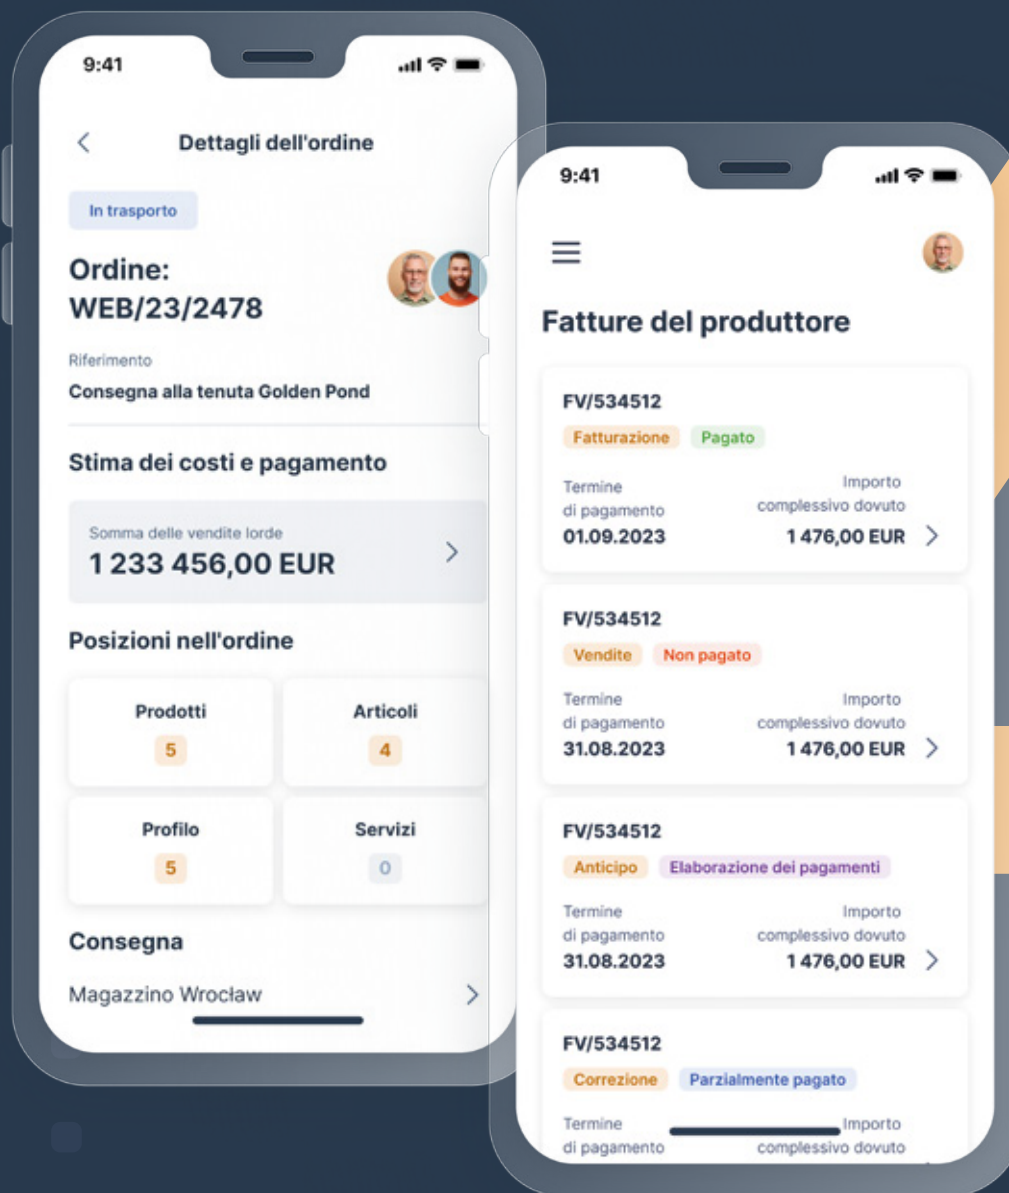 9:41
Dettagli dell'ordine
In trasporto
Ordine:
WEB/23/2478
Riferimento
Consegna alla tenuta Golden Pond
Stima dei costi e pagamento
Somma delle vendite lorde
1 233 456,00 EUR
Posizioni nell'ordine
Prodotti
5
Articoli
4
Profilo
5
Servizi
0
Consegna
Magazzino Wrocław
9:41
Fatture del produttore
FV/534512
Fatturazione Pagato
Termine
di pagamento
01.09.2023
Importo
complessivo dovuto
1 476,00 EUR
FV/534512
Vendite Non pagato
Termine
di pagamento
31.08.2023
Importo
complessivo dovuto
1 476,00 EUR
FV/534512
Anticipo Elaborazione dei pagamenti
Termine
di pagamento
31.08.2023
Importo
complessivo dovuto
1 476,00 EUR
FV/534512
Correzione Parzialmente pagato
Termine
di pagamento
Importo
complessivo dovuto